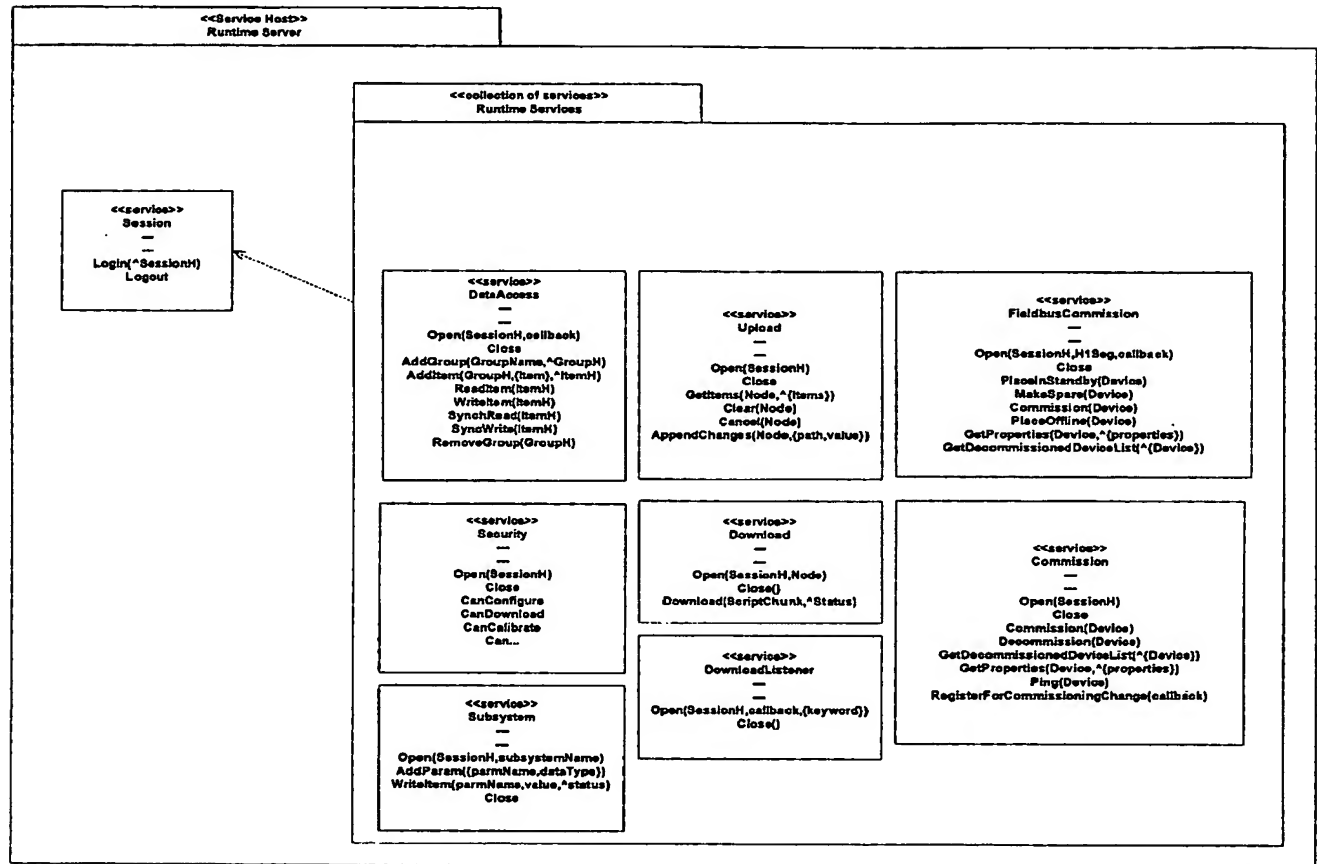 <<Service Host>>
Runtime Server
<<collection of services>>
Runtime Services
<<service>>
Session
—
—
Login(^SessionH)
Logout
<<service>>
DataAccess
—
—
Open(SessionH,callback)
Close
AddGroup(GroupName,^GroupH)
AddItem(GroupH,{Item},^ItemH)
ReadItem(ItemH)
WriteItem(ItemH)
SynchRead(ItemH)
SyncWrite(ItemH)
RemoveGroup(GroupH)
<<service>>
Upload
—
—
Open(SessionH)
Close
GetItems(Node,^{Items})
Clear(Node)
Cancel(Node)
AppendChanges(Node,{path,value})
<<service>>
FieldbusCommission
—
—
Open(SessionH,H1Seg,callback)
Close
PlaceInStandby(Device)
MakeSpare(Device)
Commission(Device)
PlaceOffline(Device)
GetProperties(Device,^{properties})
GetDecommissionedDeviceList(^{Device})
<<service>>
Security
—
—
Open(SessionH)
Close
CanConfigure
CanDownload
CanCalibrate
Can...
<<service>>
Download
—
—
Open(SessionH,Node)
Close()
Download(ScriptChunk,^Status)
<<service>>
Commission
—
—
Open(SessionH)
Close
Commission(Device)
Decommission(Device)
GetDecommissionedDeviceList(^{Device})
GetProperties(Device,^{properties})
Ping(Device)
RegisterForCommissioningChange(callback)
<<service>>
DownloadListener
—
—
Open(SessionH,callback,{keyword})
Close()
<<service>>
Subsystem
—
—
Open(SessionH,subsystemName)
AddParam({parmName,dataType})
WriteItem(parmName,value,^status)
Close